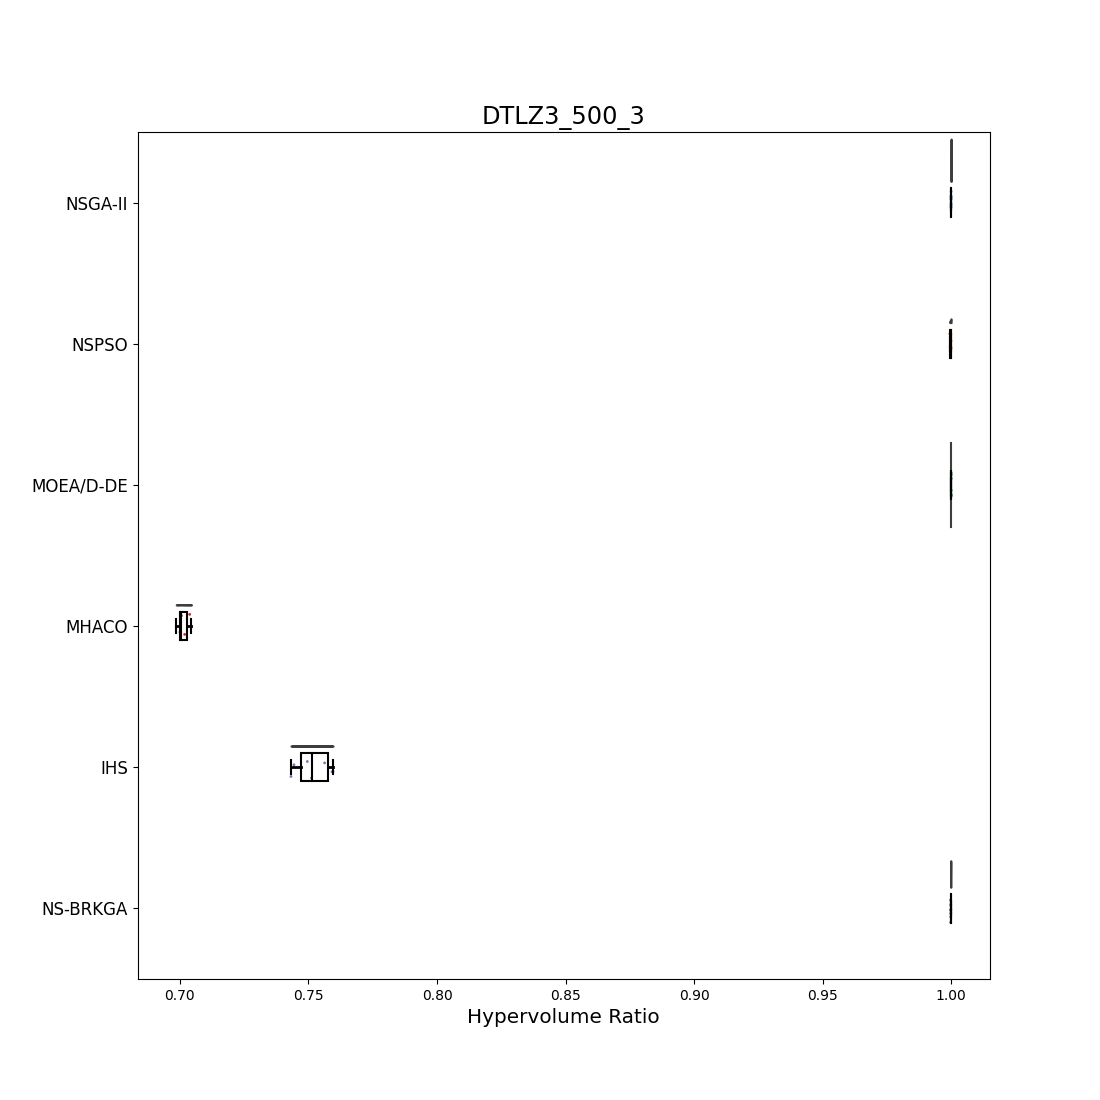 DTLZ3_500_3
NSGA-II
NSPSO
MOEA/D-DE
MHACO
IHS
NS-BRKGA
0.70 0.75 0.80 0.85 0.90 0.95 1.00
Hypervolume Ratio